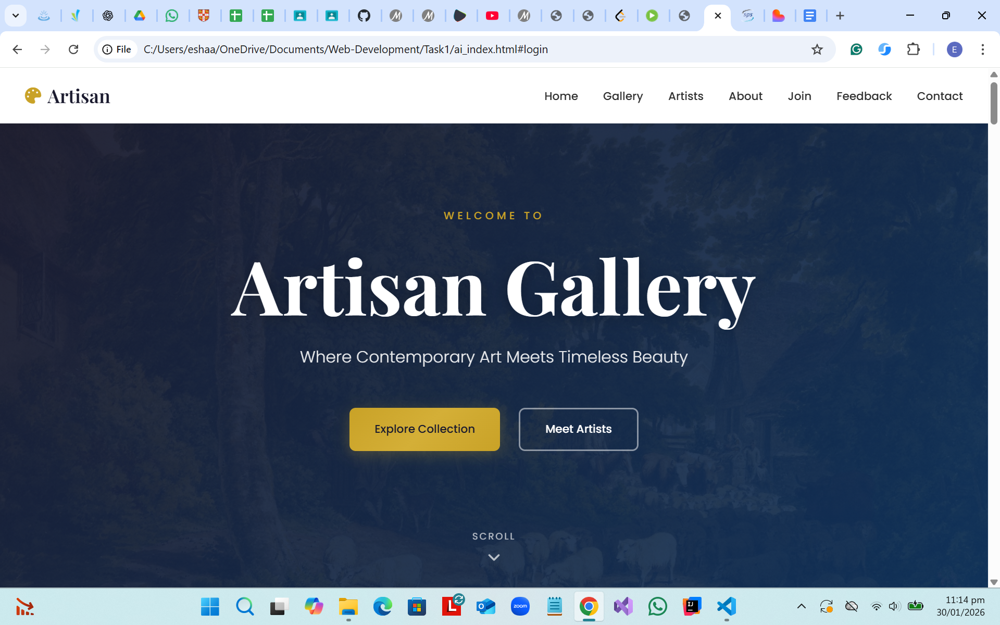 File C:/Users/eshaa/OneDrive/Documents/Web-Development/Task1/ai_index.html#login
E
Artisan
Home Gallery Artists About Join Feedback Contact
WELCOME TO
Artisan Gallery
Where Contemporary Art Meets Timeless Beauty
Explore Collection Meet Artists
SCROLL
11:14 pm
30/01/2026
zoom